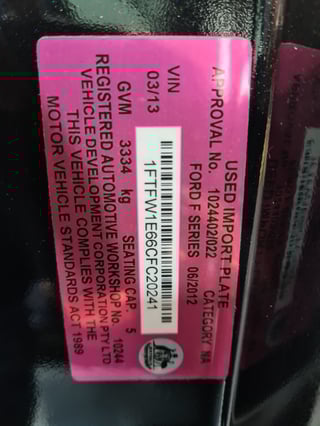 USED IMPORT PLATE
APPROVAL No. 1024402/022 CATEGORY NA
FORD F SERIES 06/2012
VIN 1FTFW1E66CFC20241
03/13
GVM 3334 kg SEATING CAP. 5
REGISTERED AUTOMOTIVE WORKSHOP No. 10244
VEHICLE DEVELOPMENT CORPORATION PTY LTD
THIS VEHICLE COMPLIES WITH THE
MOTOR VEHICLE STANDARDS ACT 1989